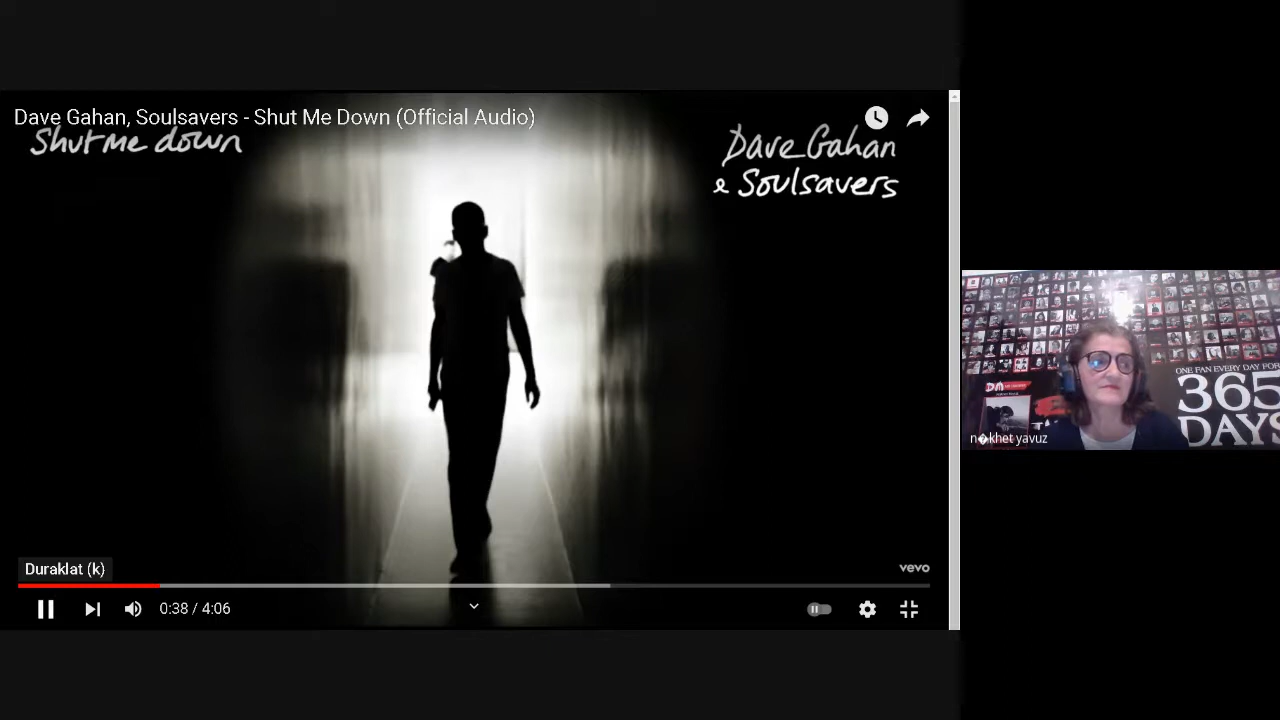 Dave Gahan, Soulsavers - Shut Me Down (Official Audio)
Shut me down
Dave Gahan
& Soulsavers
Duraklat (k)
vevo
0:38 / 4:06
ONE FAN EVERY DAY FOR
365
DAYS
DM
n�khet yavuz